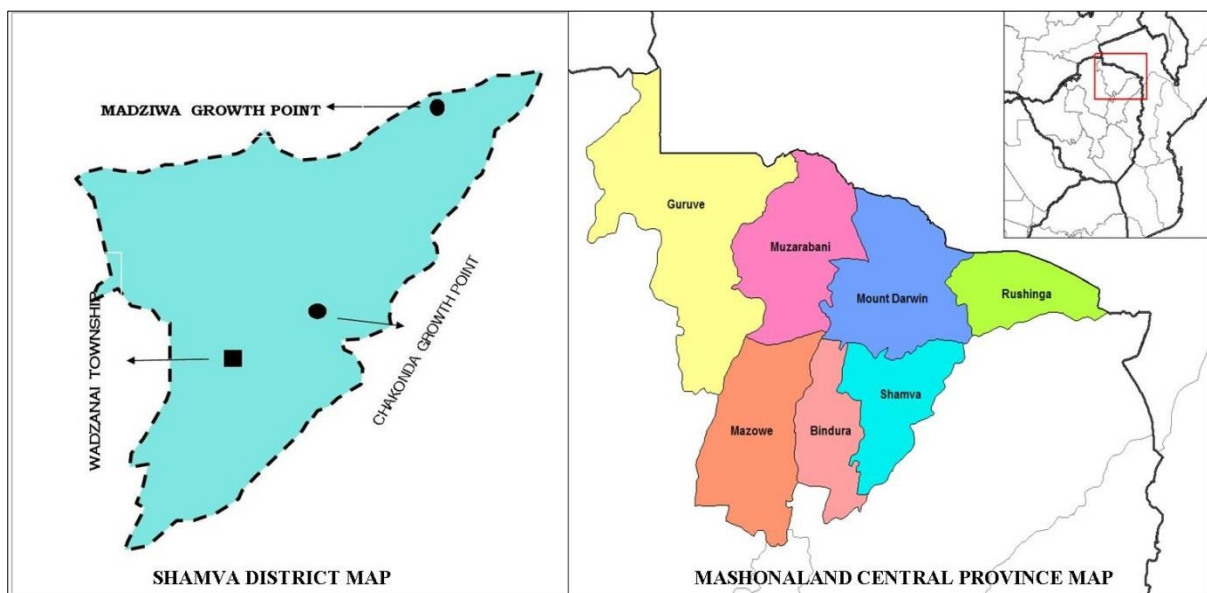 MADZIWA GROWTH POINT
WADZANAI TOWNSHIP
CHAKONDA GROWTH POINT
SHAMVA DISTRICT MAP
Guruve
Muzarabani
Mount Darwin
Rushinga
Shamva
Mazowe
Bindura
MASHONALAND CENTRAL PROVINCE MAP